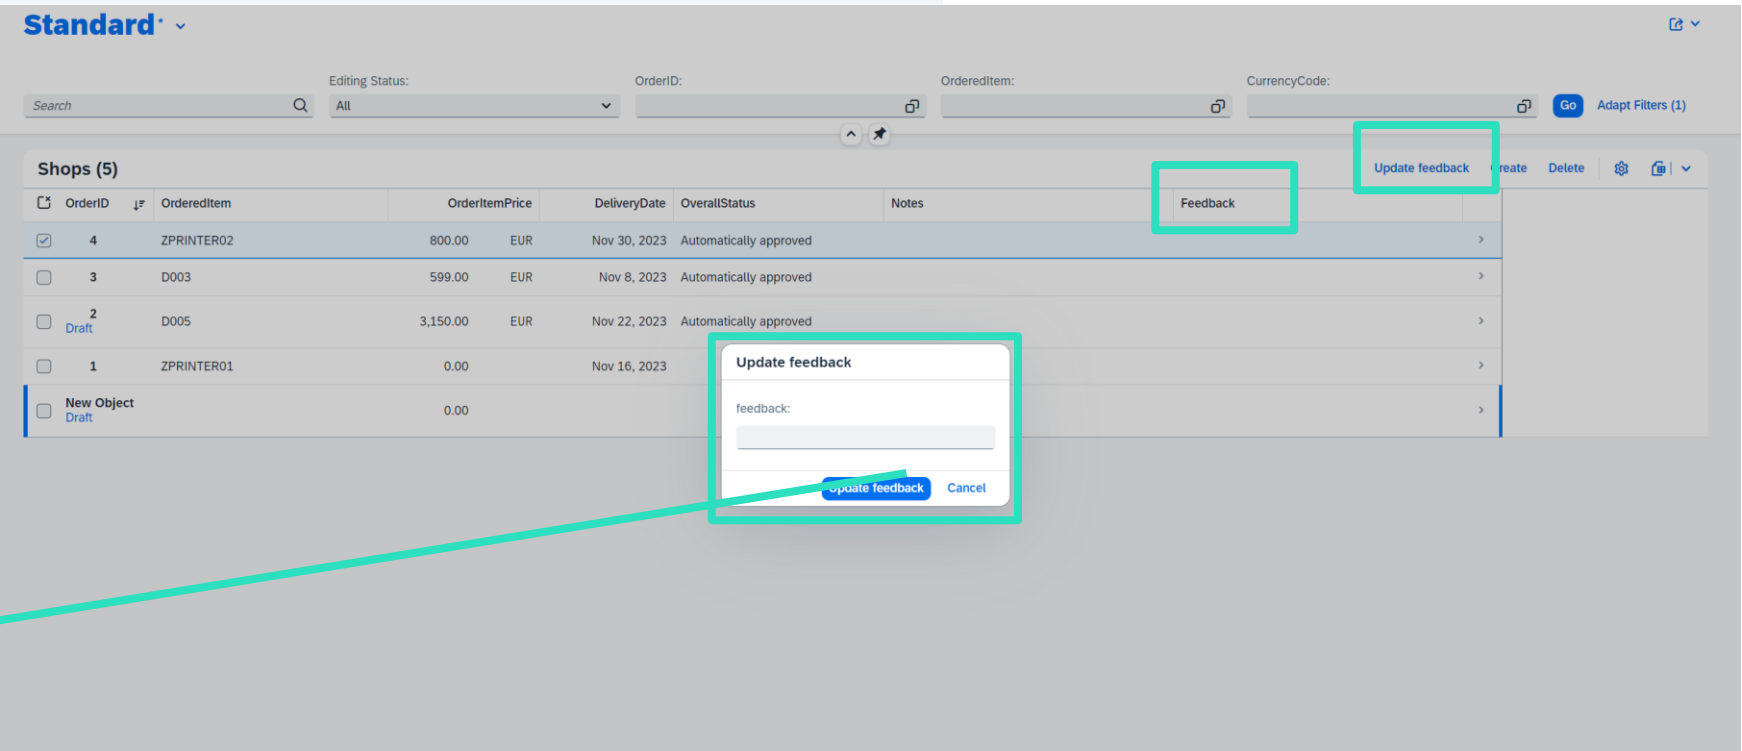 Standard*
Editing Status:
OrderID:
OrderedItem:
CurrencyCode:
Search
All
Go
Adapt Filters (1)
Shops (5)
Update feedback
Create
Delete
OrderID
OrderedItem
OrderItemPrice
DeliveryDate
OverallStatus
Notes
Feedback
4 ZPRINTER02 800.00 EUR Nov 30, 2023 Automatically approved
3 D003 599.00 EUR Nov 8, 2023 Automatically approved
2 D005 3,150.00 EUR Nov 22, 2023 Automatically approved
Draft
1 ZPRINTER01 0.00 Nov 16, 2023
New Object 0.00
Draft
Update feedback
feedback:
Update feedback
Cancel